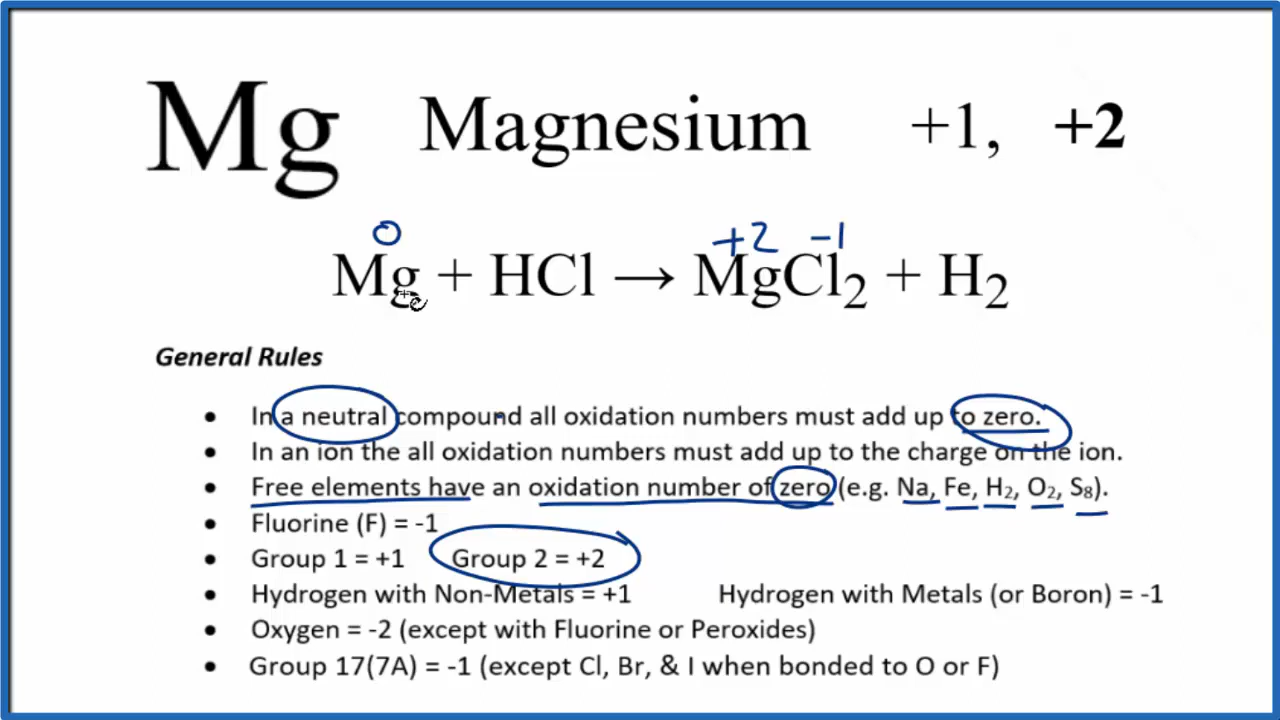 Mg Magnesium +1, +2
0 +2 -1
Mg + HCl → MgCl₂ + H₂
General Rules
• In a neutral compound all oxidation numbers must add up to zero.
• In an ion the all oxidation numbers must add up to the charge on the ion.
• Free elements have an oxidation number of zero (e.g. Na, Fe, H₂, O₂, S₈).
• Fluorine (F) = -1
• Group 1 = +1 Group 2 = +2
• Hydrogen with Non-Metals = +1 Hydrogen with Metals (or Boron) = -1
• Oxygen = -2 (except with Fluorine or Peroxides)
• Group 17(7A) = -1 (except Cl, Br, & I when bonded to O or F)